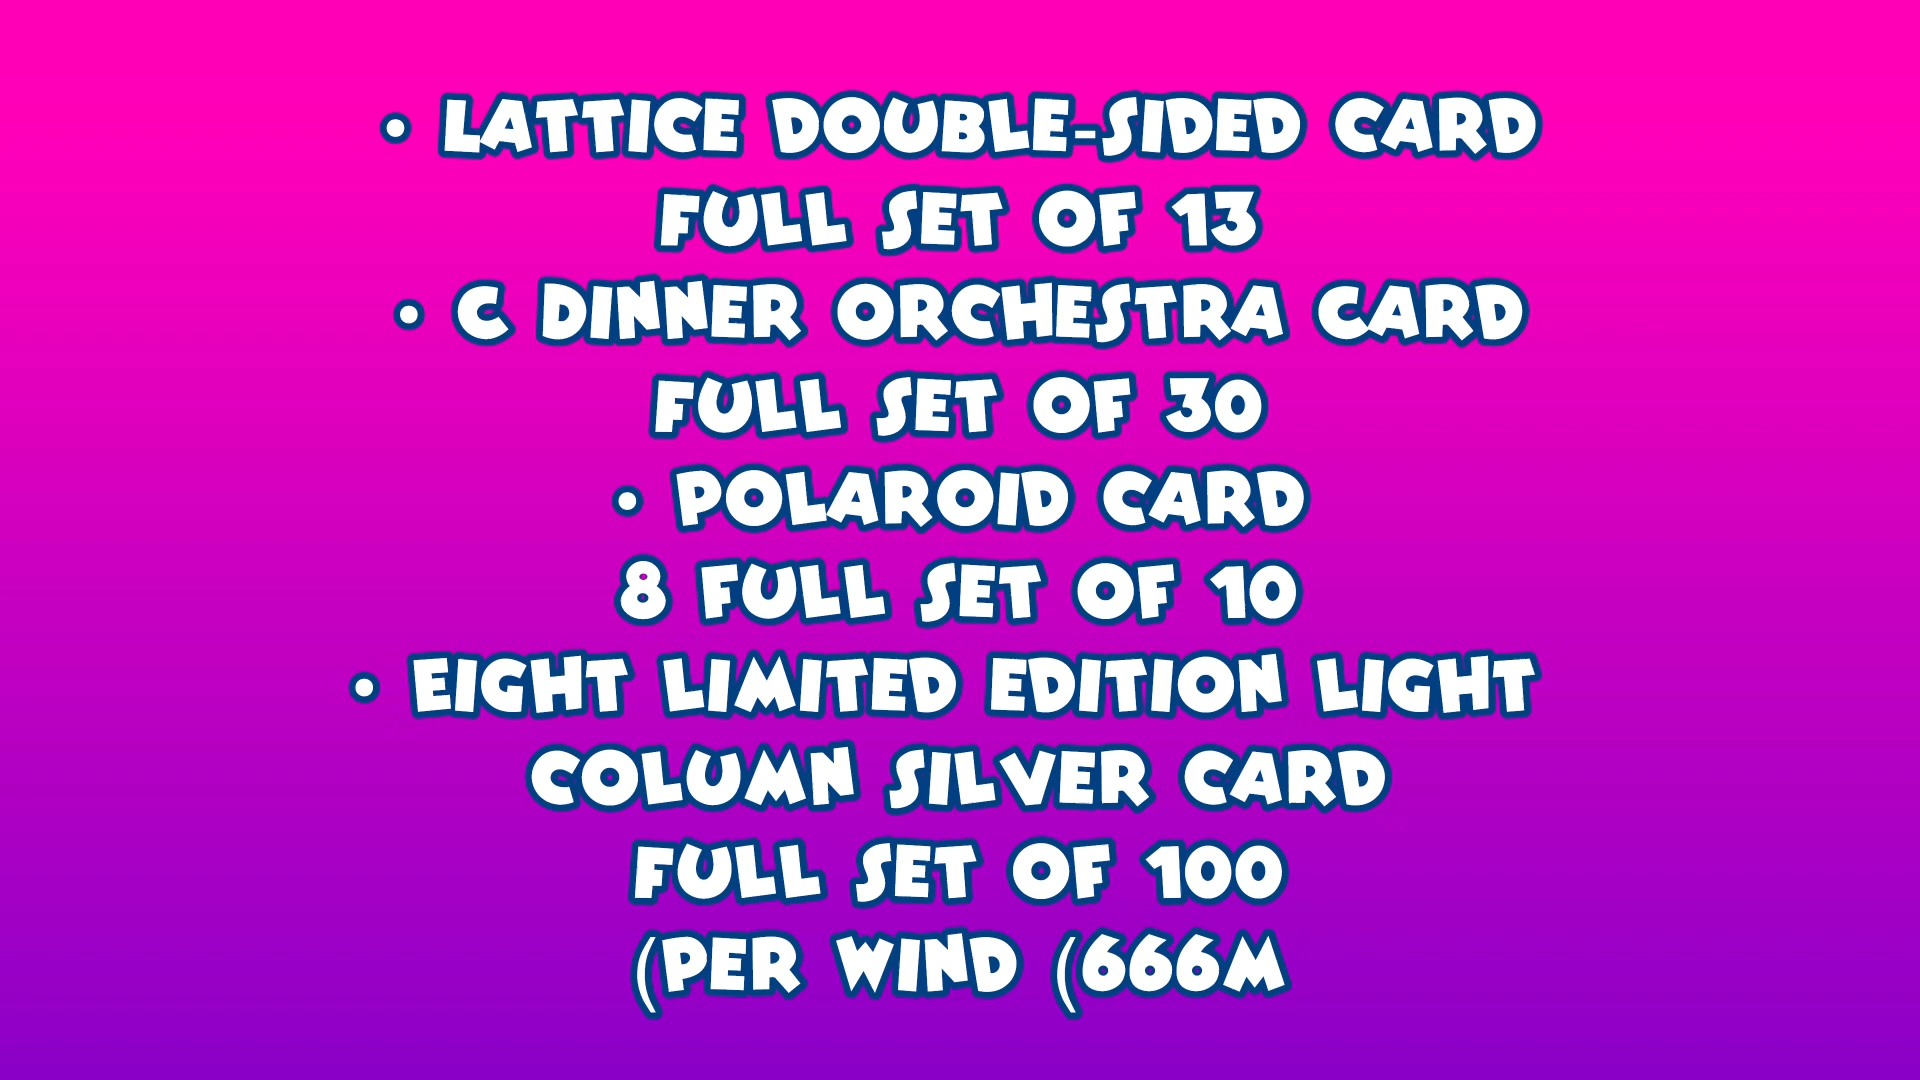 • LATTICE DOUBLE-SIDED CARD
FULL SET OF 13
• C DINNER ORCHESTRA CARD
FULL SET OF 30
• POLAROID CARD
8 FULL SET OF 10
• EIGHT LIMITED EDITION LIGHT
COLUMN SILVER CARD
FULL SET OF 100
(PER WIND (666M